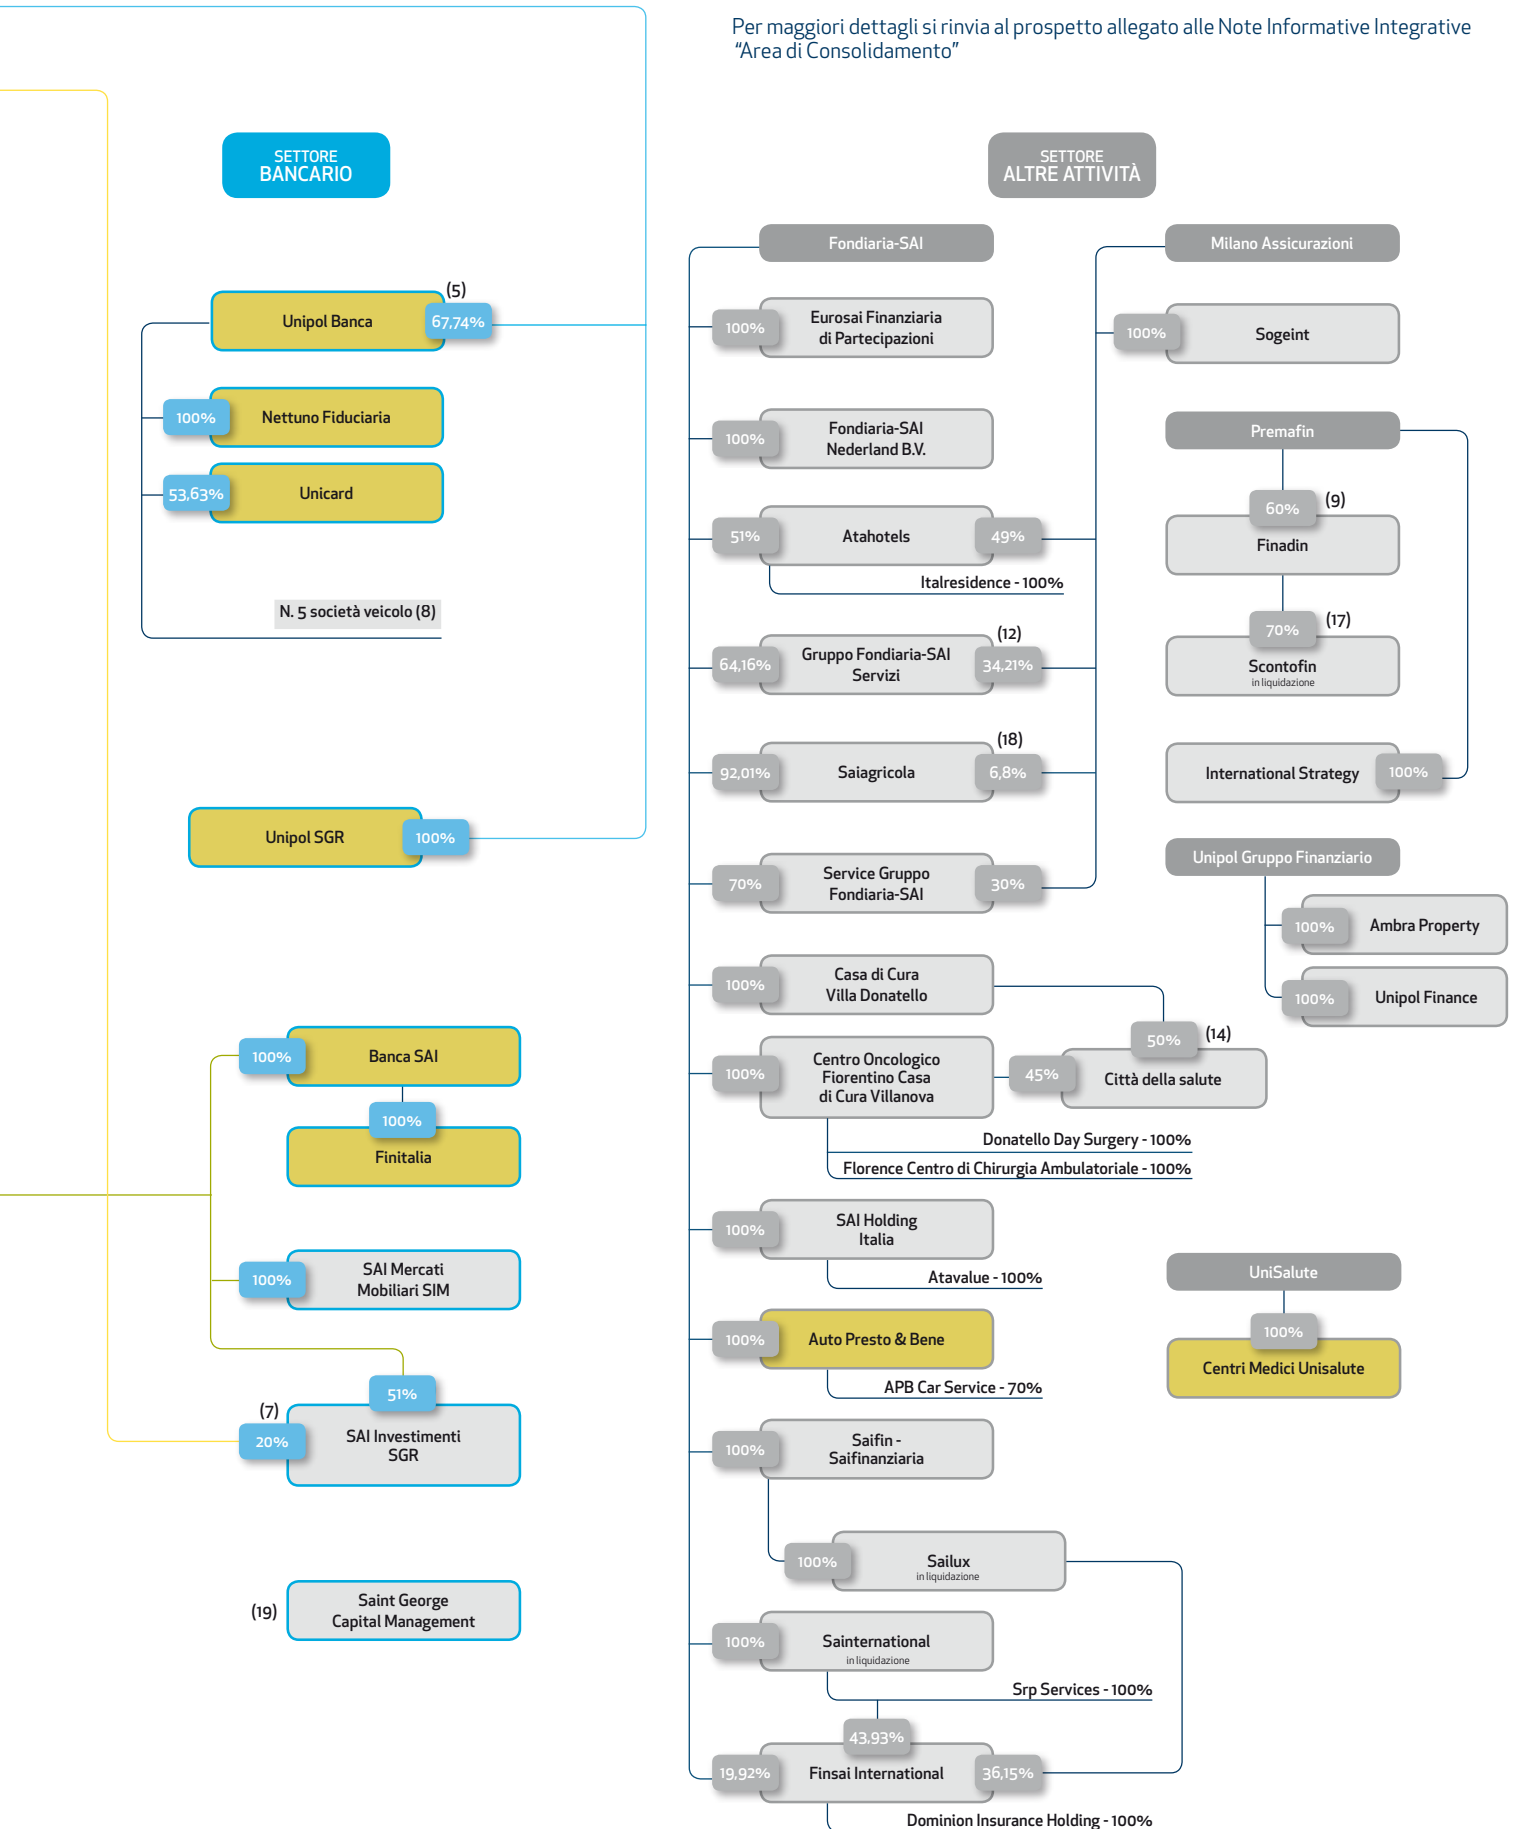 Per maggiori dettagli si rinvia al prospetto allegato alle Note Informative Integrative
“Area di Consolidamento”
SETTORE
BANCARIO
(5)
Unipol Banca
67,74%
100%
Nettuno Fiduciaria
53,63%
Unicard
N. 5 società veicolo (8)
Unipol SGR
100%
100%
Banca SAI
100%
Finitalia
100%
SAI Mercati
Mobiliari SIM
51%
(7)
20%
SAI Investimenti
SGR
(19)
Saint George
Capital Management
SETTORE
ALTRE ATTIVITÀ
Fondiaria-SAI
100%
Eurosai Finanziaria
di Partecipazioni
100%
Fondiaria-SAI
Nederland B.V.
51%
Atahotels
49%
Italresidence - 100%
(12)
64,16%
Gruppo Fondiaria-SAI
Servizi
34,21%
(18)
92,01%
Saiagricola
6,8%
70%
Service Gruppo
Fondiaria-SAI
30%
100%
Casa di Cura
Villa Donatello
100%
Centro Oncologico
Fiorentino Casa
di Cura Villanova
50%
(14)
45%
Città della salute
Donatello Day Surgery - 100%
Florence Centro di Chirurgia Ambulatoriale - 100%
100%
SAI Holding
Italia
Atavalue - 100%
100%
Auto Presto & Bene
APB Car Service - 70%
100%
Saifin -
Saifinanziaria
100%
Sailux
in liquidazione
100%
Sainternational
in liquidazione
Srp Services - 100%
43,93%
19,92%
Finsai International
36,15%
Dominion Insurance Holding - 100%
Milano Assicurazioni
100%
Sogeint
Premafin
60%
(9)
Finadin
70%
(17)
Scontofin
in liquidazione
International Strategy
100%
Unipol Gruppo Finanziario
100%
Ambra Property
100%
Unipol Finance
UniSalute
100%
Centri Medici Unisalute